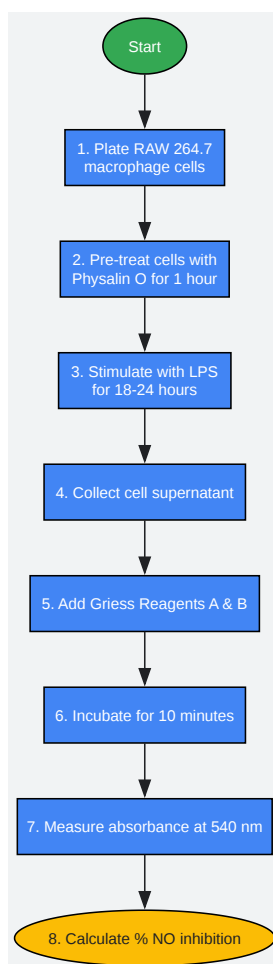 Start
1. Plate RAW 264.7
macrophage cells
2. Pre-treat cells with
Physalin O for 1 hour
3. Stimulate with LPS
for 18-24 hours
4. Collect cell supernatant
5. Add Griess Reagents A & B
6. Incubate for 10 minutes
7. Measure absorbance at 540 nm
8. Calculate % NO inhibition